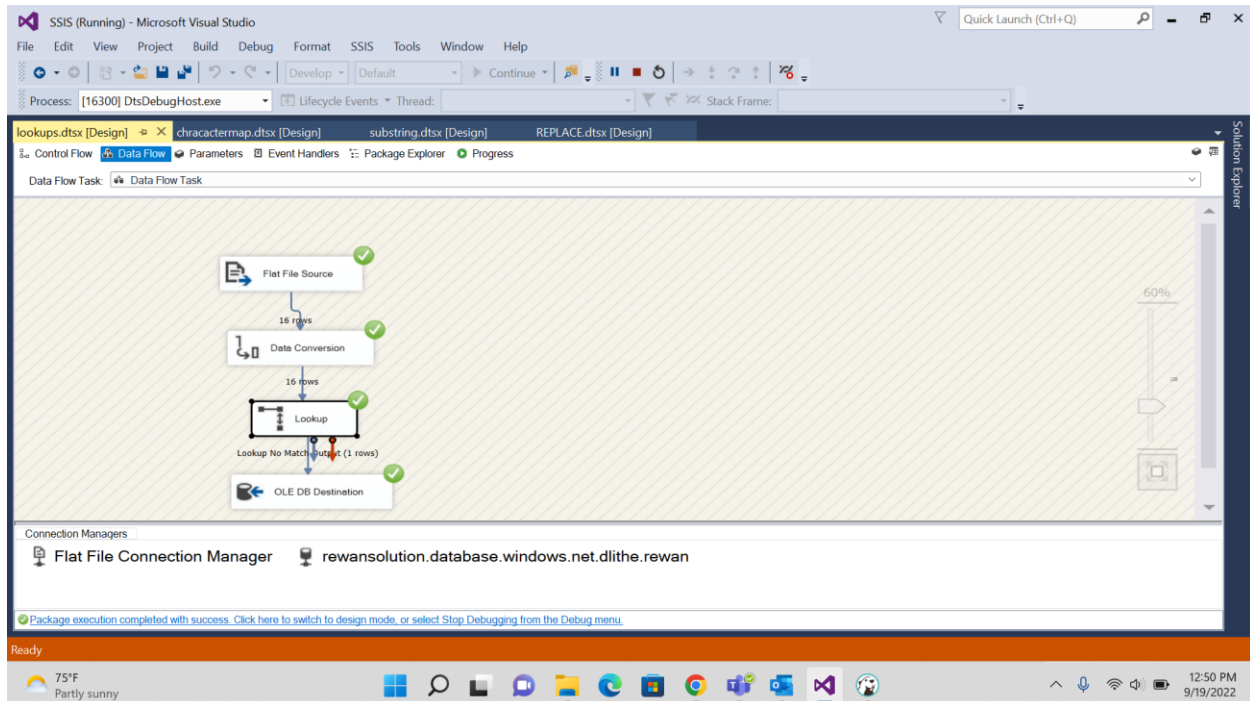 SSIS (Running) - Microsoft Visual Studio
Quick Launch (Ctrl+Q)
File Edit View Project Build Debug Format SSIS Tools Window Help
Develop Default Continue
Process: [16300] DtsDebugHost.exe Lifecycle Events Thread: Stack Frame:
lookups.dtsx [Design] chracactermap.dtsx [Design] substring.dtsx [Design] REPLACE.dtsx [Design]
Control Flow Data Flow Parameters Event Handlers Package Explorer Progress
Data Flow Task: Data Flow Task
Solution Explorer
Flat File Source
60%
16 rows
Data Conversion
16 rows
Lookup
Lookup No Match Output (1 rows)
OLE DB Destination
Connection Managers
Flat File Connection Manager rewansolution.database.windows.net.dlithe.rewan
Package execution completed with success. Click here to switch to design mode, or select Stop Debugging from the Debug menu.
Ready
75°F
Partly sunny
12:50 PM
9/19/2022